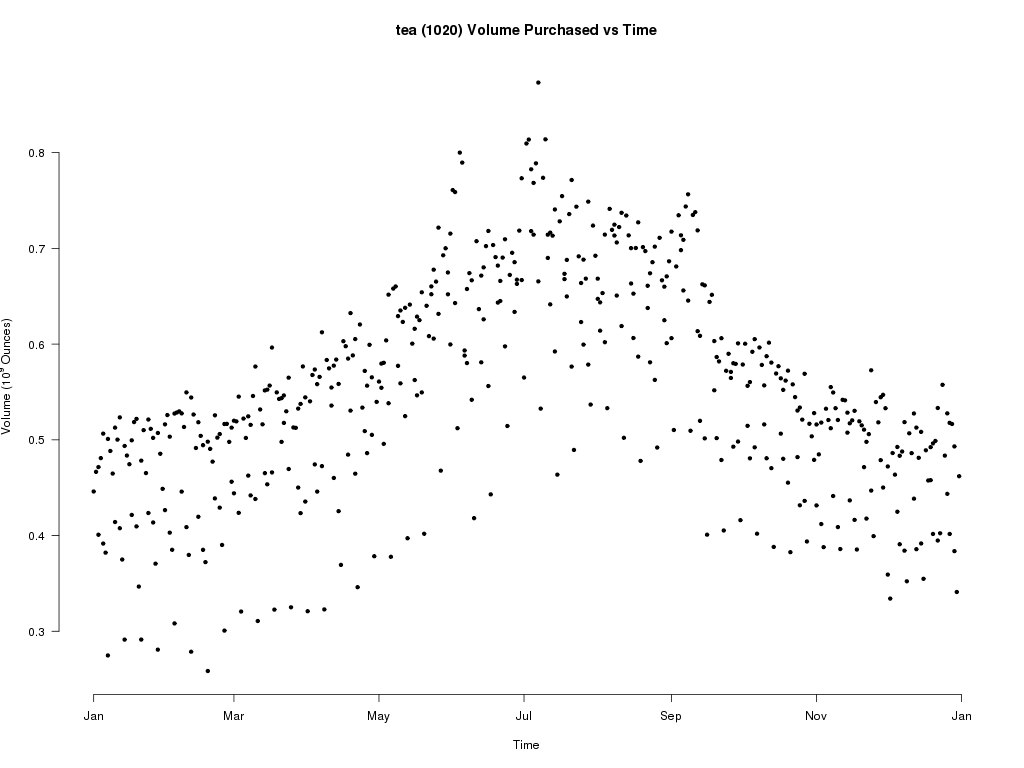 tea (1020) Volume Purchased vs Time
Volume (10⁹ Ounces)
0.8
0.7
0.6
0.5
0.4
0.3
Jan Mar May Jul Sep Nov Jan
Time